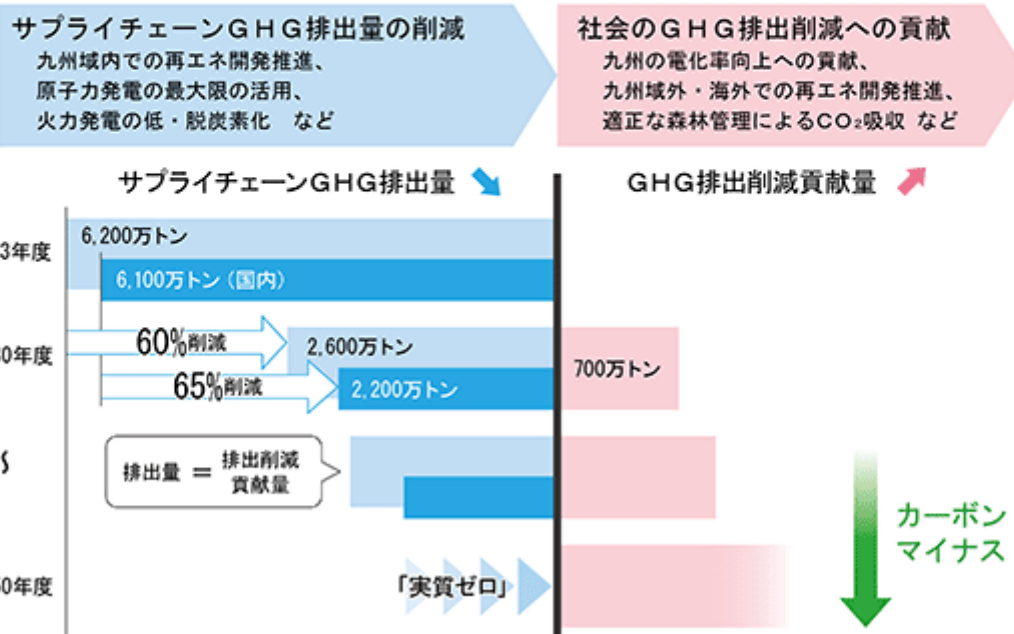 サプライチェーンGHG排出量の削減
九州域内での再エネ開発推進、
原子力発電の最大限の活用、
火力発電の低・脱炭素化 など
社会のGHG排出削減への貢献
九州の電化率向上への貢献、
九州域外・海外での再エネ開発推進、
適正な森林管理によるCO₂吸収 など
サプライチェーンGHG排出量
GHG排出削減貢献量
3年度
6,200万トン
6,100万トン(国内)
0年度
60%削減
2,600万トン
65%削減
2,200万トン
700万トン
排出量 = 排出削減
貢献量
カーボン
マイナス
0年度
「実質ゼロ」